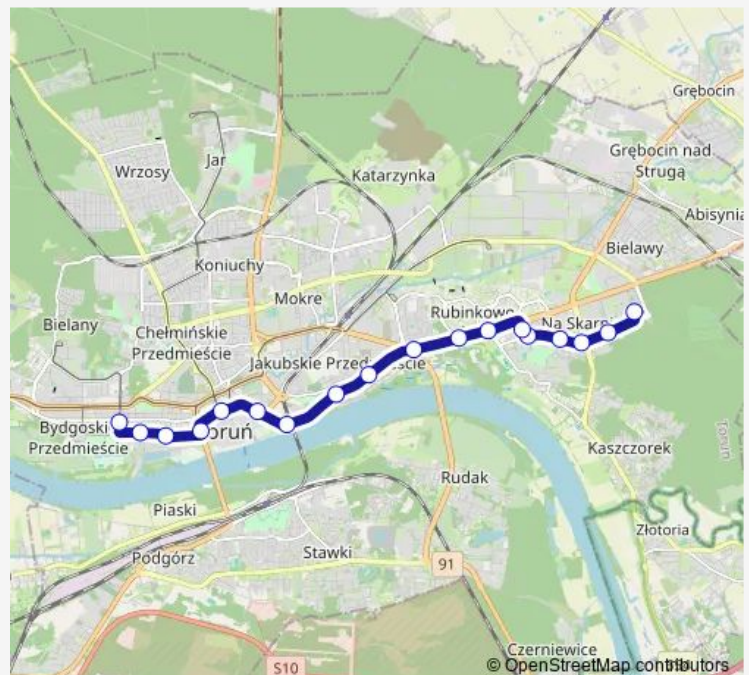 Grębocin
Grębocin nad
Strugą
Jar
Wrzosy
Katarzynka
Abisynia
Bielawy
Koniuchy
Mokre
Rubinkowo
Na Skarpie
Bielany
Chełmińskie
Przedmieście
Jakubskie Przedmieście
Bydgoskie
Przedmieście
Toruń
Kaszczorek
Toruń
Rudak
Piaski
Złotoria
Stawki
Podgórz
91
Czerniewice
S10
© OpenStreetMap contributors